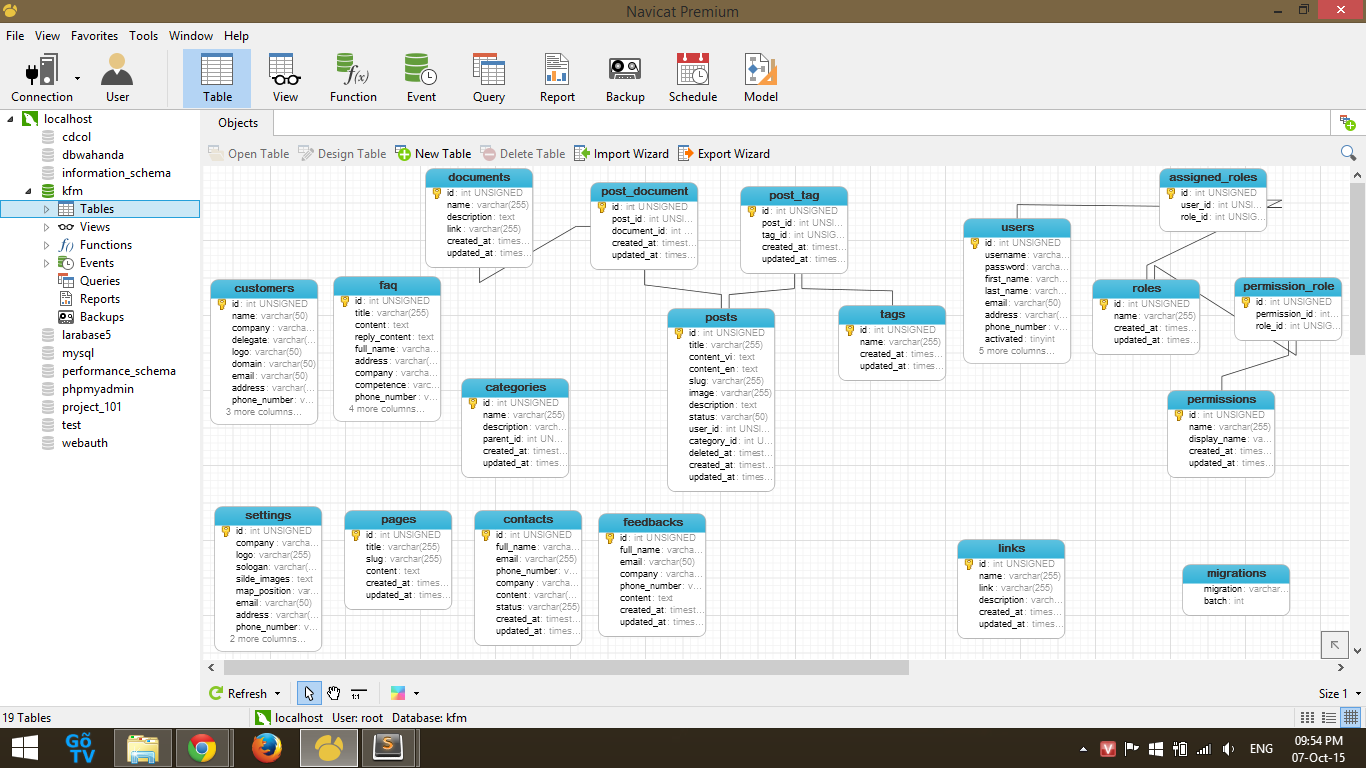 Navicat Premium
File View Favorites Tools Window Help
Connection User Table View Function Event Query Report Backup Schedule Model
f(x)
localhost
cdcol
dbwahanda
information_schema
kfm
Tables
Views
f() Functions
Events
Queries
Reports
Backups
larabase5
mysql
performance_schema
phpmyadmin
project_101
test
webauth
Objects
Open Table Design Table New Table Delete Table Import Wizard Export Wizard
documents
id: int UNSIGNED
name: varchar(255)
description: text
link: varchar(255)
created_at: times...
updated_at: times...
post_document
id: int UNSIGNED
post_id: int UNSI...
document_id: int ...
created_at: times...
updated_at: times...
post_tag
id: int UNSIGNED
post_id: int UNSI...
tag_id: int UNSIG...
created_at: times...
updated_at: times...
assigned_roles
id: int UNSIGNED
user_id: int UNS...
role_id: int UNSIG...
users
id: int UNSIGNED
username: varcha...
password: varcha...
first_name: varch...
last_name: varch...
email: varchar(50)
address: varchar(...
phone_number: v...
activated: tinyint
5 more columns...
customers
id: int UNSIGNED
name: varchar(50)
company: varcha...
delegate: varchar...
logo: varchar(50)
domain: varchar(50)
email: varchar(50)
address: varchar(...
phone_number: v...
3 more columns...
faq
id: int UNSIGNED
title: varchar(255)
content: text
reply_content: text
full_name: varcha...
address: varchar(...
company: varcha...
competence: varc...
phone_number: v...
4 more columns...
roles
id: int UNSIGNED
name: varchar(255)
created_at: times...
updated_at: times...
permission_role
id: int UNSIGNED
permission_id: int...
role_id: int UNSIG...
posts
id: int UNSIGNED
title: varchar(255)
content_vi: text
content_en: text
slug: varchar(255)
image: varchar(255)
description: text
status: varchar(50)
user_id: int UNSI...
category_id: int U...
deleted_at: timest...
created_at: timest...
updated_at: times...
tags
id: int UNSIGNED
name: varchar(255)
created_at: times...
updated_at: times...
categories
id: int UNSIGNED
name: varchar(255)
description: varch...
parent_id: int UN...
created_at: timest...
updated_at: times...
permissions
id: int UNSIGNED
name: varchar(255)
display_name: va...
created_at: times...
updated_at: times...
settings
id: int UNSIGNED
company: varcha...
logo: varchar(255)
sologan: varchar(...
silde_images: text
map_position: var...
email: varchar(50)
address: varchar(...
phone_number: v...
2 more columns...
pages
id: int UNSIGNED
title: varchar(255)
slug: varchar(255)
content: text
created_at: times...
updated_at: times...
contacts
id: int UNSIGNED
full_name: varcha...
email: varchar(255)
phone_number: v...
company: varcha...
content: varchar(...
status: varchar(255)
created_at: timest...
updated_at: times...
feedbacks
id: int UNSIGNED
full_name: varcha...
email: varchar(50)
company: varcha...
phone_number: v...
content: text
created_at: timest...
updated_at: times...
links
id: int UNSIGNED
name: varchar(255)
link: varchar(255)
description: varch...
created_at: times...
updated_at: times...
migrations
migration: varchar...
batch: int
Refresh 1:1 Size 1
19 Tables localhost User: root Database: kfm
Gõ
TV
S
V
ENG
09:54 PM
07-Oct-15